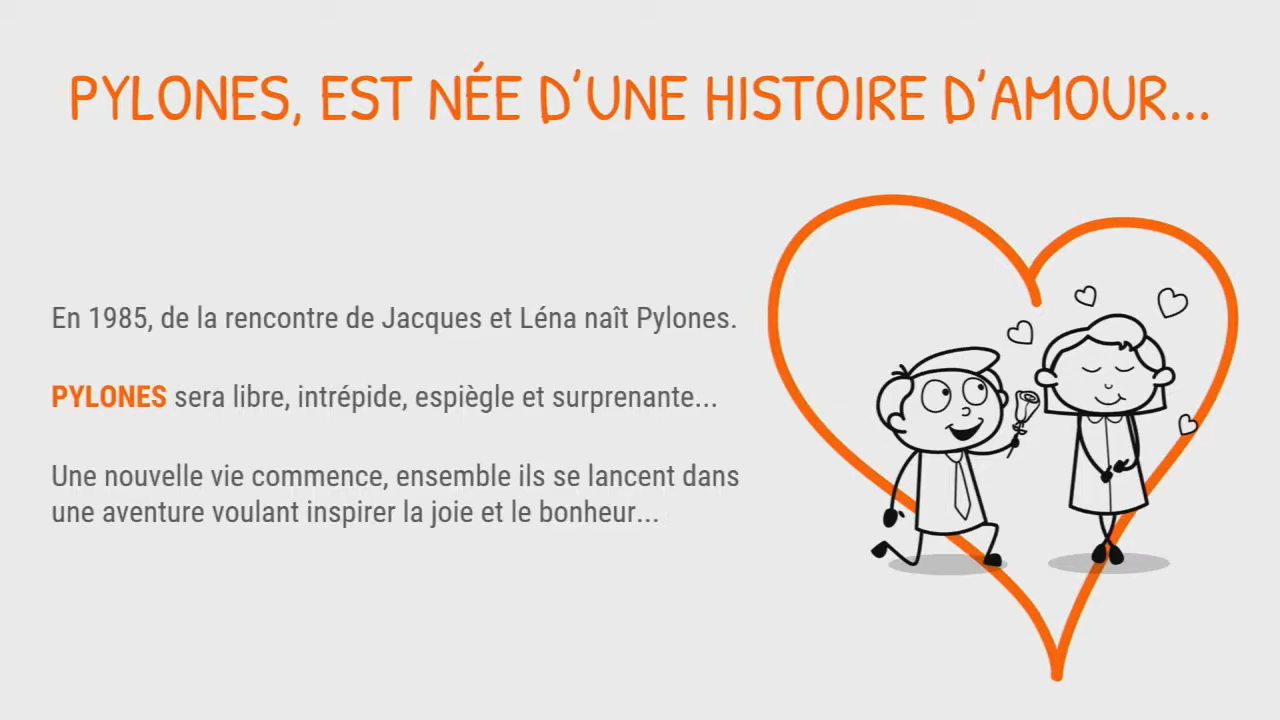 PYLONES, EST NÉE D'UNE HISTOIRE D'AMOUR...
En 1985, de la rencontre de Jacques et Léna naît Pylones.
PYLONES sera libre, intrépide, espiègle et surprenante...
Une nouvelle vie commence, ensemble ils se lancent dans
une aventure voulant inspirer la joie et le bonheur...